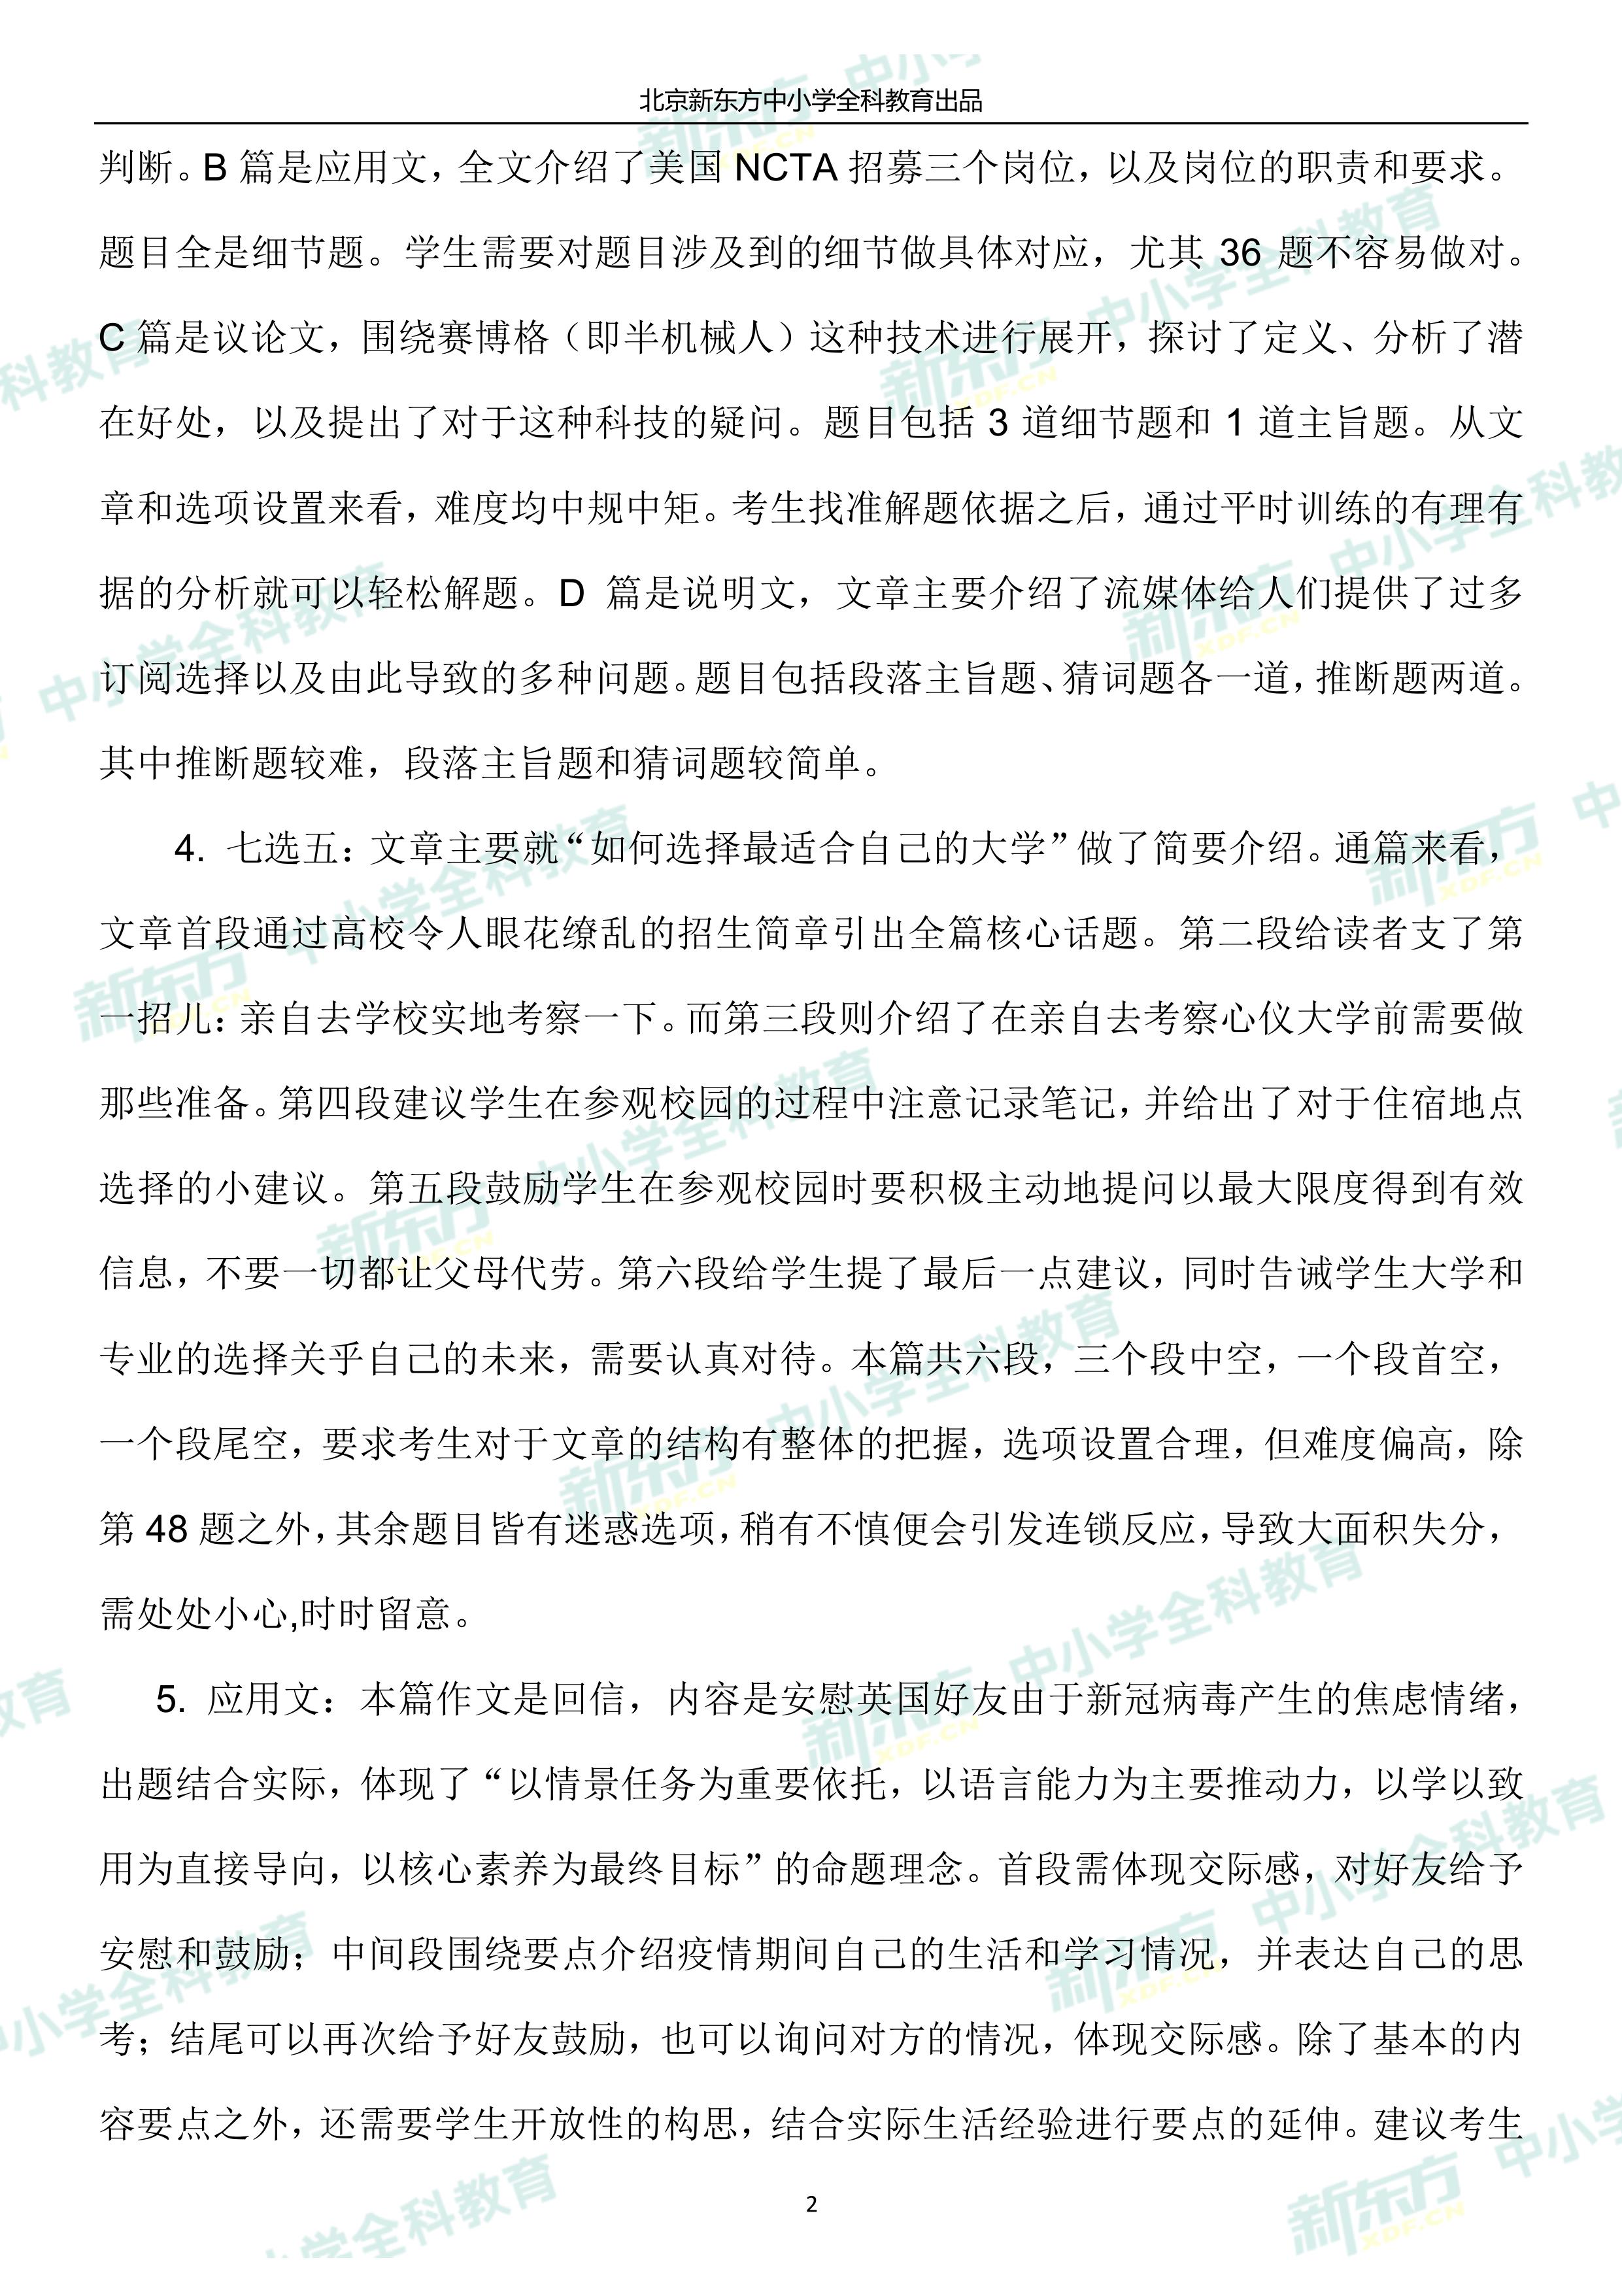 北京新东方中小学全科教育出品
判断。B 篇是应用文，全文介绍了美国 NCTA 招募三个岗位，以及岗位的职责和要求。
题目全是细节题。学生需要对题目涉及到的细节做具体对应，尤其 36 题不容易做对。
C 篇是议论文，围绕赛博格（即半机械人）这种技术进行展开，探讨了定义、分析了潜
在好处，以及提出了对于这种科技的疑问。题目包括 3 道细节题和 1 道主旨题。从文
章和选项设置来看，难度均中规中矩。考生找准解题依据之后，通过平时训练的有理有
据的分析就可以轻松解题。D 篇是说明文，文章主要介绍了流媒体给人们提供了过多
订阅选择以及由此导致的多种问题。题目包括段落主旨题、猜词题各一道，推断题两道。
其中推断题较难，段落主旨题和猜词题较简单。
4. 七选五：文章主要就“如何选择最适合自己的大学”做了简要介绍。通篇来看，
文章首段通过高校令人眼花缭乱的招生简章引出全篇核心话题。第二段给读者支了第
一招儿：亲自去学校实地考察一下。而第三段则介绍了在亲自去考察心仪大学前需要做
那些准备。第四段建议学生在参观校园的过程中注意记录笔记，并给出了对于住宿地点
选择的小建议。第五段鼓励学生在参观校园时要积极主动地提问以最大限度得到有效
信息，不要一切都让父母代劳。第六段给学生提了最后一点建议，同时告诫学生大学和
专业的选择关乎自己的未来，需要认真对待。本篇共六段，三个段中空，一个段首空，
一个段尾空，要求考生对于文章的结构有整体的把握，选项设置合理，但难度偏高，除
第 48 题之外，其余题目皆有迷惑选项，稍有不慎便会引发连锁反应，导致大面积失分，
需处处小心,时时留意。
5. 应用文：本篇作文是回信，内容是安慰英国好友由于新冠病毒产生的焦虑情绪，
出题结合实际，体现了“以情景任务为重要依托，以语言能力为主要推动力，以学以致
用为直接导向，以核心素养为最终目标”的命题理念。首段需体现交际感，对好友给予
安慰和鼓励；中间段围绕要点介绍疫情期间自己的生活和学习情况，并表达自己的思
考；结尾可以再次给予好友鼓励，也可以询问对方的情况，体现交际感。除了基本的内
容要点之外，还需要学生开放性的构思，结合实际生活经验进行要点的延伸。建议考生
2
新东方 XDF.CN 中小学全科教育